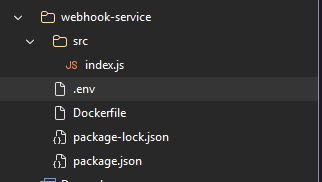 webhook-service
src
JS index.js
.env
Dockerfile
package-lock.json
package.json